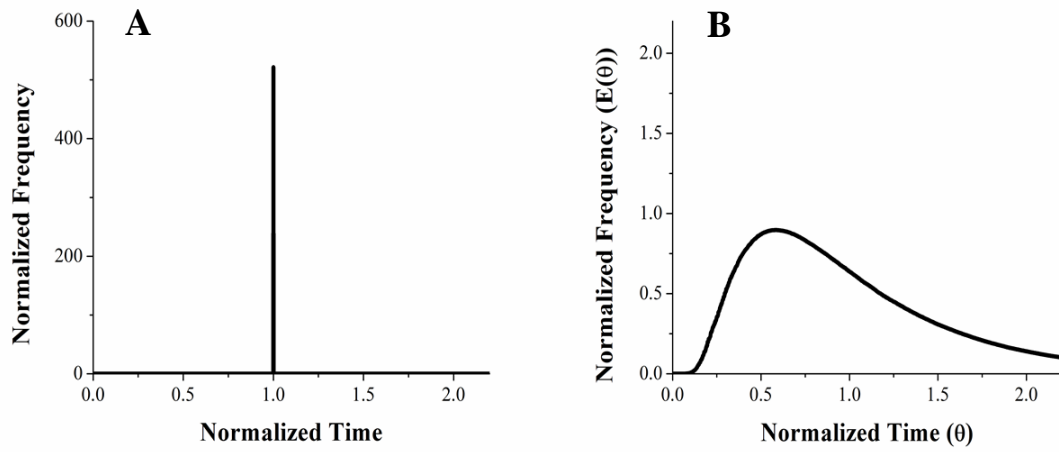 A
600
400
200
0
Normalized Frequency
0.0 0.5 1.0 1.5 2.0
Normalized Time
B
2.0
1.5
1.0
0.5
0.0
Normalized Frequency (E(θ))
0.0 0.5 1.0 1.5 2.0
Normalized Time (θ)